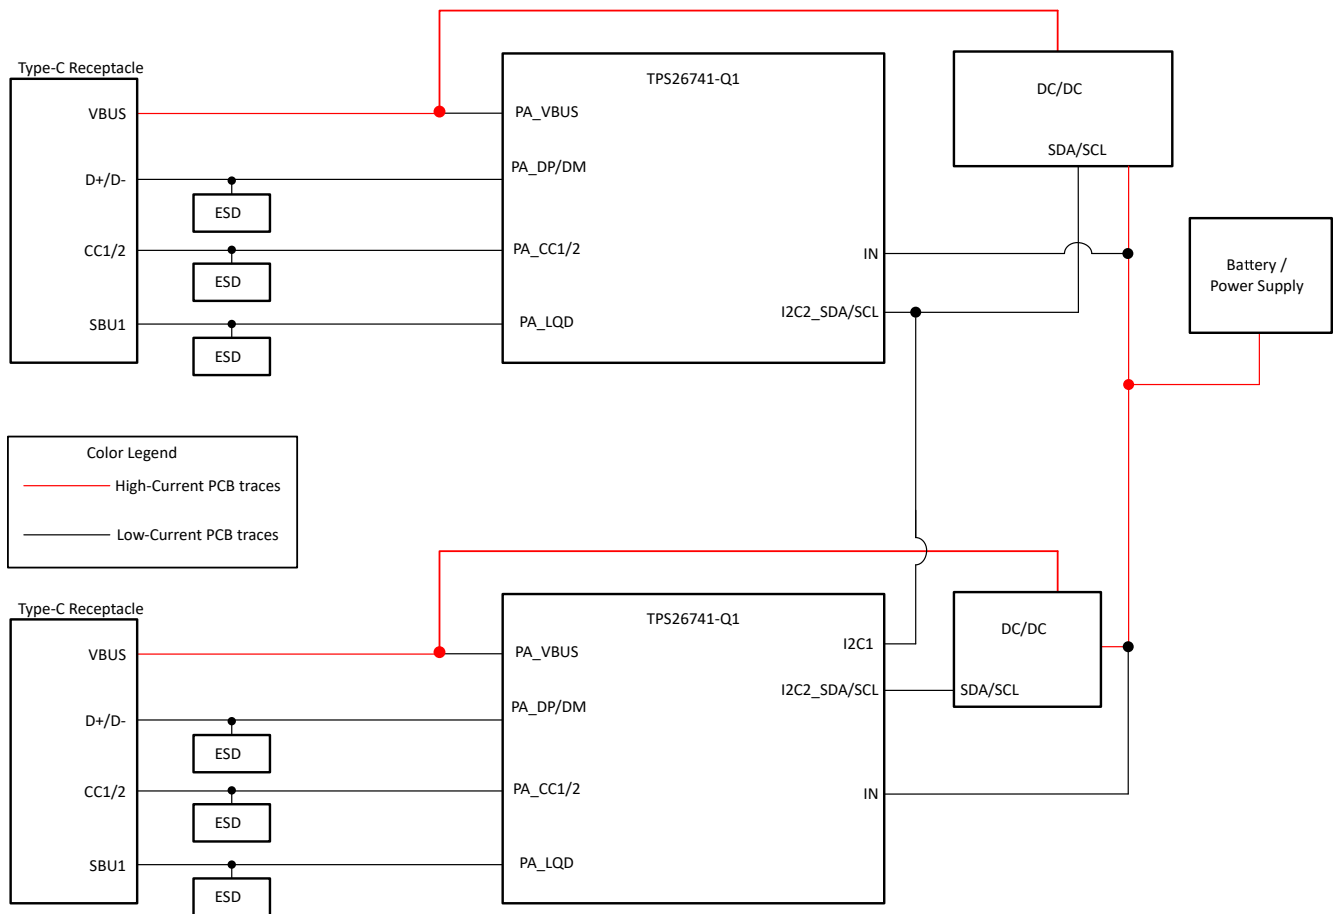 Type-C Receptacle
VBUS
D+/D-
CC1/2
SBU1
ESD
ESD
ESD
TPS26741-Q1
PA_VBUS
PA_DP/DM
PA_CC1/2
PA_LQD
IN
I2C2_SDA/SCL
DC/DC
SDA/SCL
Battery /
Power Supply
Color Legend
High-Current PCB traces
Low-Current PCB traces
Type-C Receptacle
VBUS
D+/D-
CC1/2
SBU1
ESD
ESD
ESD
TPS26741-Q1
PA_VBUS
PA_DP/DM
PA_CC1/2
PA_LQD
I2C1
I2C2_SDA/SCL
IN
DC/DC
SDA/SCL